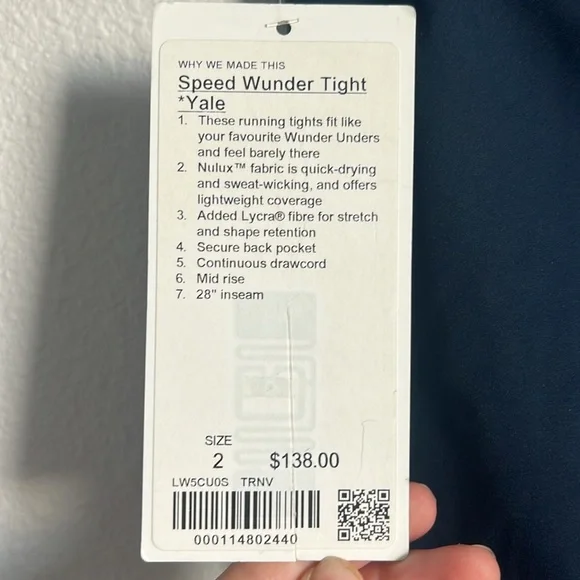 WHY WE MADE THIS
Speed Wunder Tight
*Yale
1. These running tights fit like
your favourite Wunder Unders
and feel barely there
2. Nulux™ fabric is quick-drying
and sweat-wicking, and offers
lightweight coverage
3. Added Lycra® fibre for stretch
and shape retention
4. Secure back pocket
5. Continuous drawcord
6. Mid rise
7. 28" inseam
SIZE
2 $138.00
LW5CU0S TRNV
000114802440